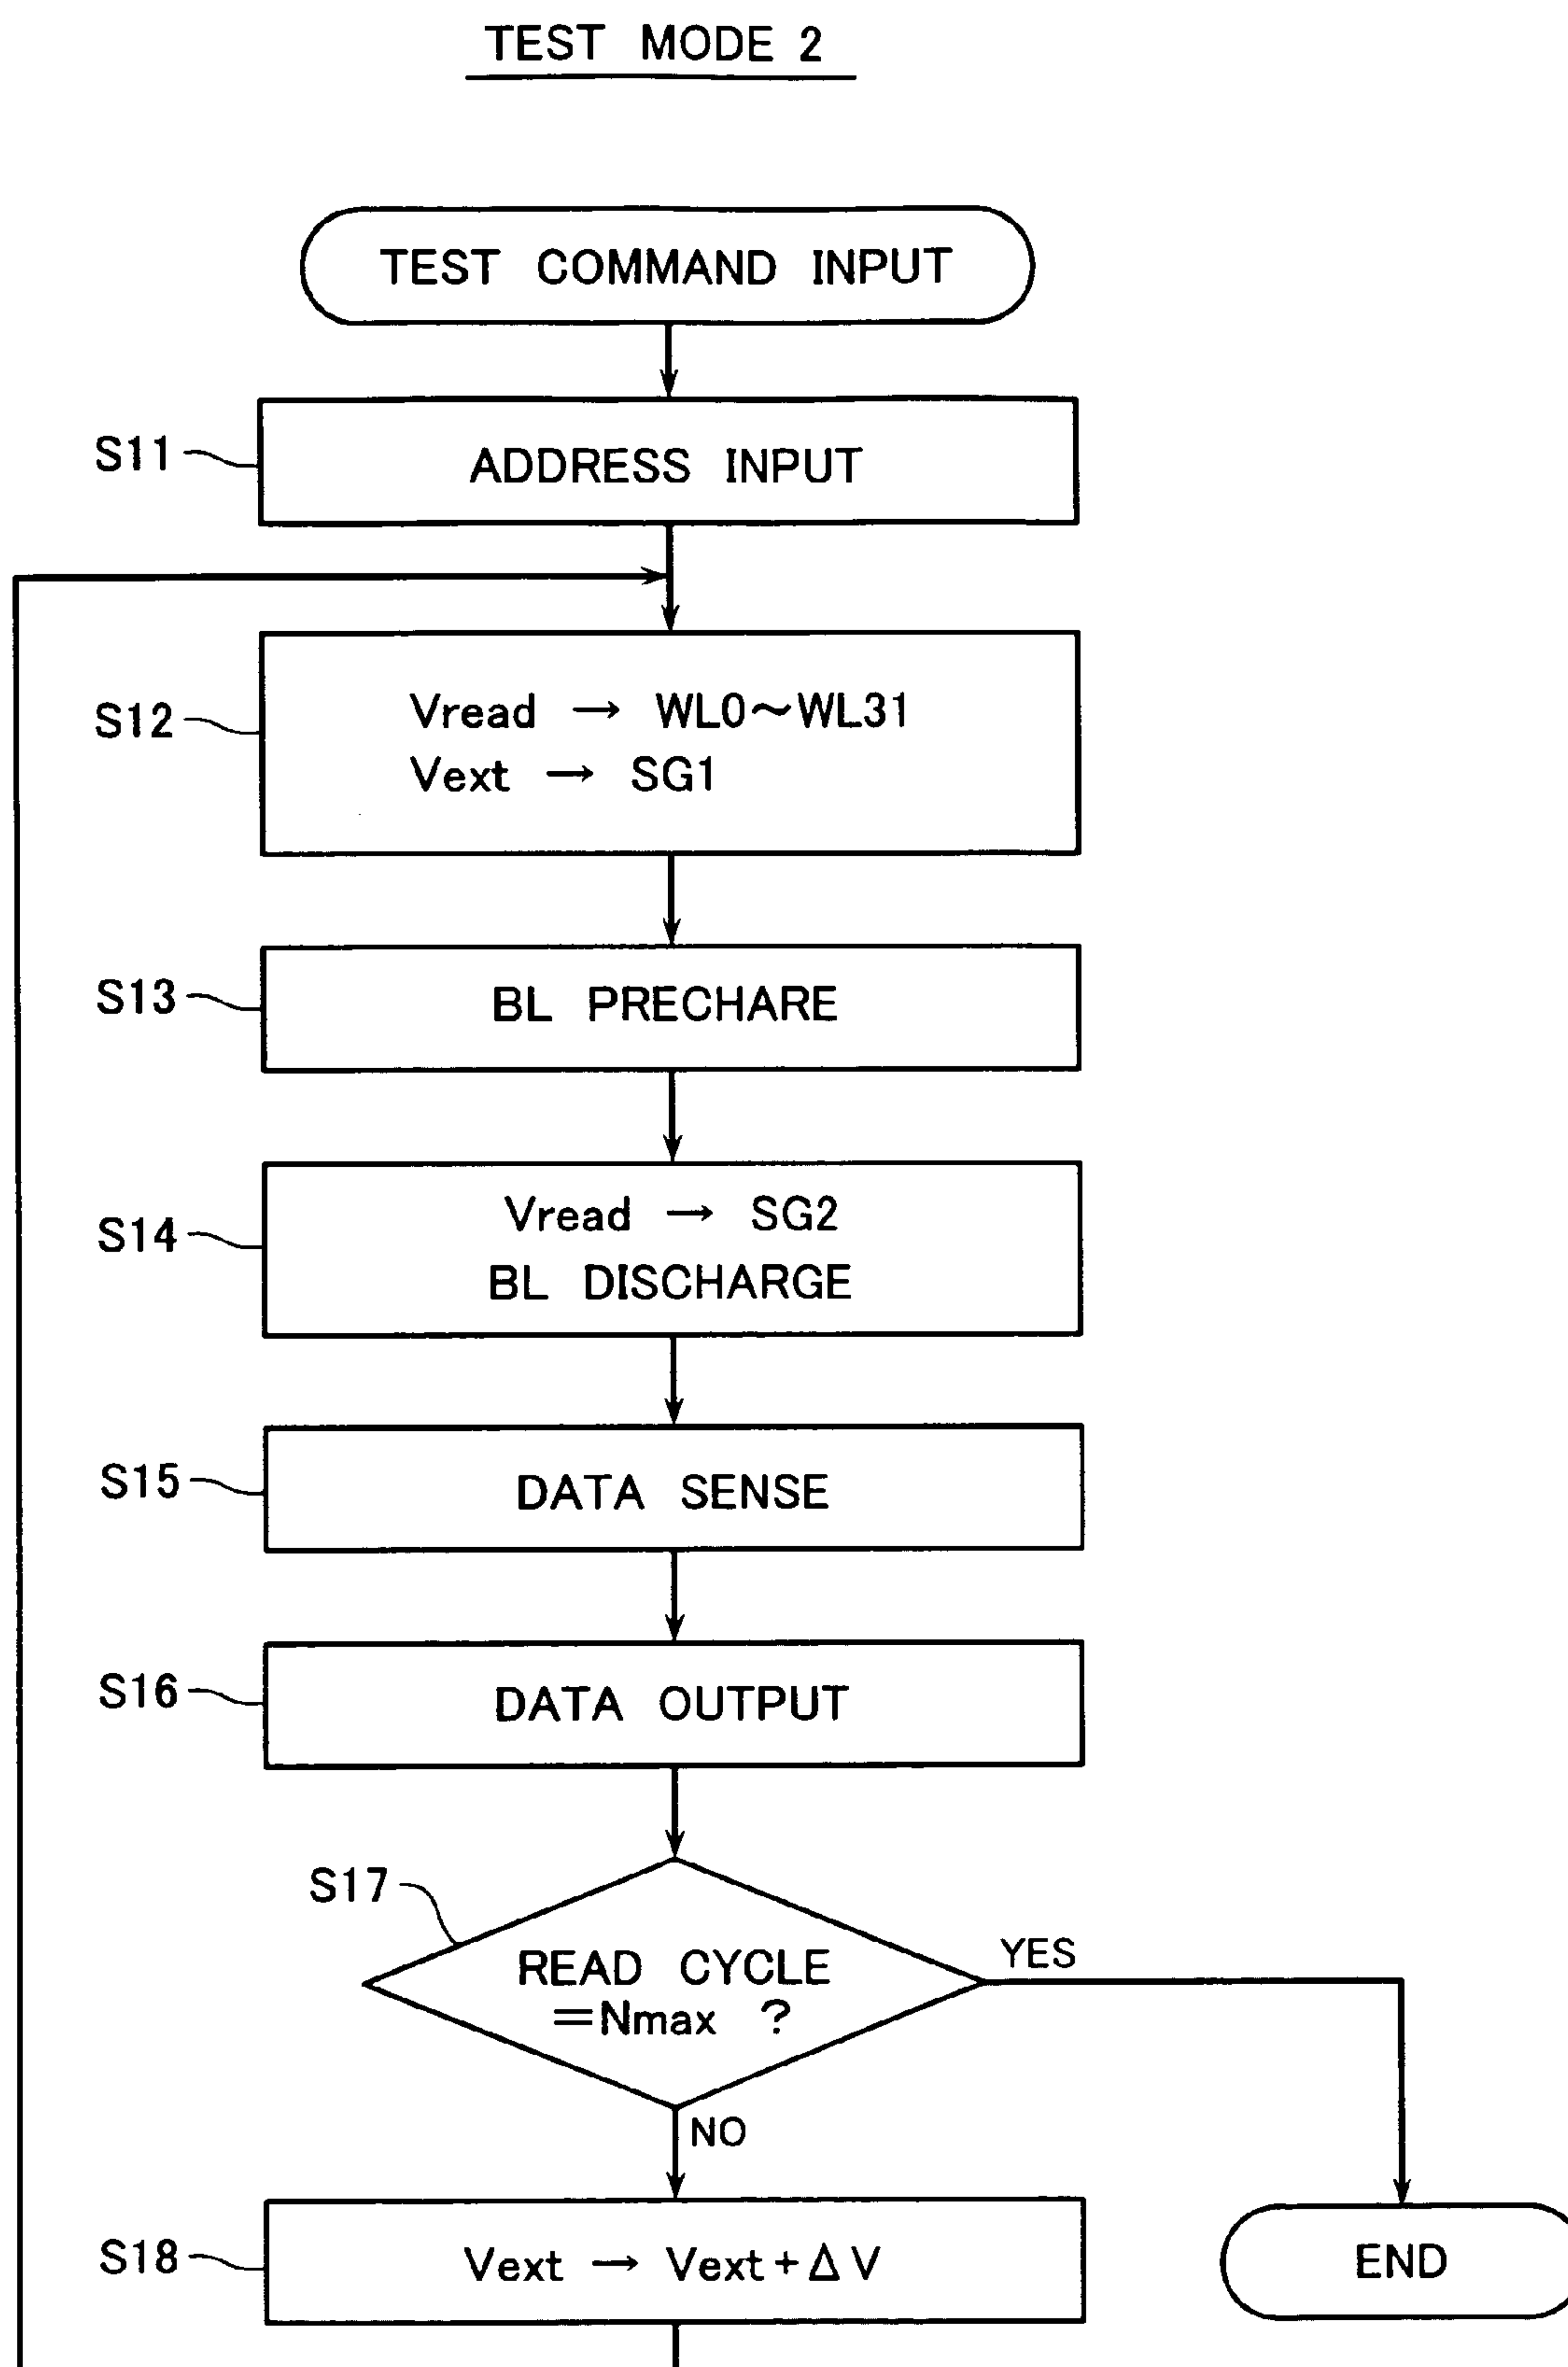 TEST MODE 2
TEST COMMAND INPUT
S11
ADDRESS INPUT
S12
Vread → WL0～WL31
Vext → SG1
S13
BL PRECHARE
S14
Vread → SG2
BL DISCHARGE
S15
DATA SENSE
S16
DATA OUTPUT
S17
READ CYCLE
=Nmax ?
YES
NO
S18
Vext → Vext+ΔV
END